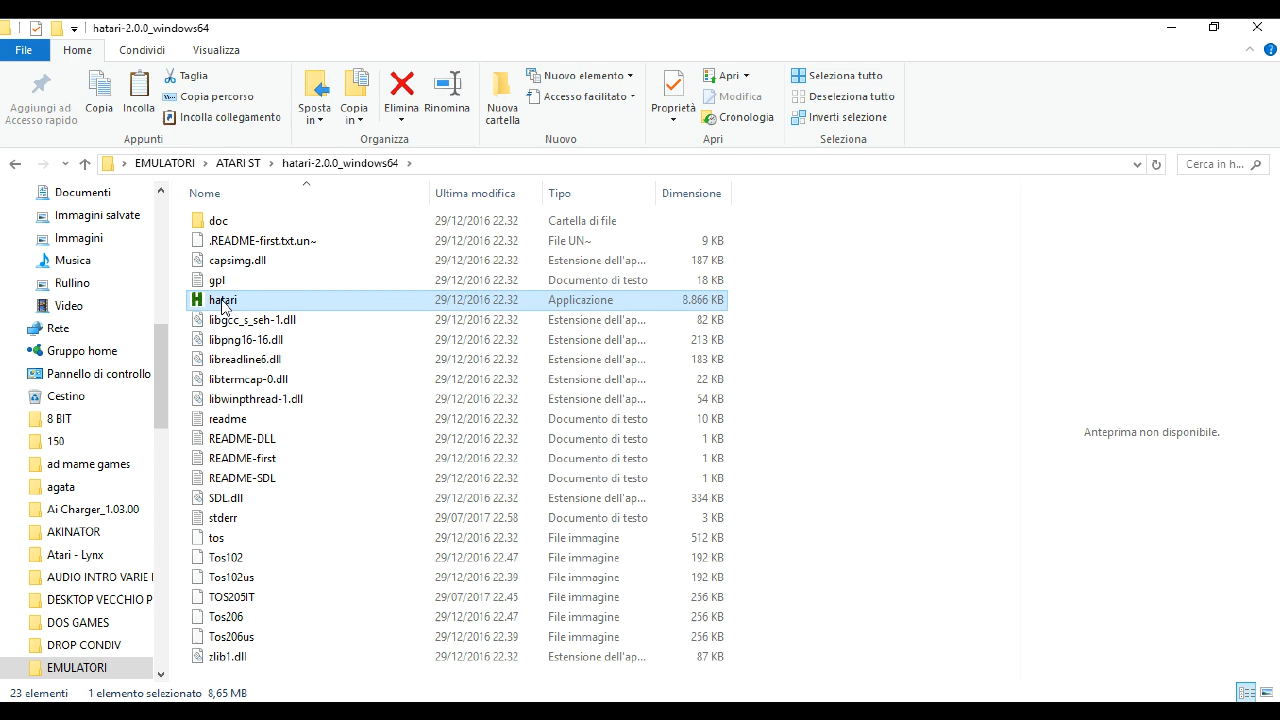 hatari-2.0.0_windows64
File Home Condividi Visualizza
Aggiungi ad Accesso rapido
Copia
Incolla
Taglia
Copia percorso
Incolla collegamento
Appunti
Sposta in
Copia in
Elimina
Rinomina
Organizza
Nuova cartella
Nuovo elemento
Accesso facilitato
Nuovo
Proprietà
Apri
Modifica
Cronologia
Apri
Seleziona tutto
Deseleziona tutto
Inverti selezione
Seleziona
EMULATORI > ATARI ST > hatari-2.0.0_windows64 >
Cerca in h...
Documenti
Immagini salvate
Immagini
Musica
Rullino
Video
Rete
Gruppo home
Pannello di controllo
Cestino
8 BIT
150
ad mame games
agata
Ai Charger_1.03.00
AKINATOR
Atari - Lynx
AUDIO INTRO VARIE
DESKTOP VECCHIO P
DOS GAMES
DROP CONDIV
EMULATORI
Nome Ultima modifica Tipo Dimensione
doc 29/12/2016 22.32 Cartella di file
.README-first.txt.un~ 29/12/2016 22.32 File UN~ 9 KB
capsimg.dll 29/12/2016 22.32 Estensione dell'ap... 187 KB
gpl 29/12/2016 22.32 Documento di testo 18 KB
hatari 29/12/2016 22.32 Applicazione 8.866 KB
libgcc_s_seh-1.dll 29/12/2016 22.32 Estensione dell'ap... 82 KB
libpng16-16.dll 29/12/2016 22.32 Estensione dell'ap... 213 KB
libreadline6.dll 29/12/2016 22.32 Estensione dell'ap... 183 KB
libtermcap-0.dll 29/12/2016 22.32 Estensione dell'ap... 22 KB
libwinpthread-1.dll 29/12/2016 22.32 Estensione dell'ap... 54 KB
readme 29/12/2016 22.32 Documento di testo 10 KB
README-DLL 29/12/2016 22.32 Documento di testo 1 KB
README-first 29/12/2016 22.32 Documento di testo 1 KB
README-SDL 29/12/2016 22.32 Documento di testo 1 KB
SDL.dll 29/12/2016 22.32 Estensione dell'ap... 334 KB
stderr 29/07/2017 22.58 Documento di testo 3 KB
tos 29/12/2016 22.32 File immagine 512 KB
Tos102 29/12/2016 22.47 File immagine 192 KB
Tos102us 29/12/2016 22.39 File immagine 192 KB
TOS205IT 29/07/2017 22.45 File immagine 256 KB
Tos206 29/12/2016 22.47 File immagine 256 KB
Tos206us 29/12/2016 22.39 File immagine 256 KB
zlib1.dll 29/12/2016 22.32 Estensione dell'ap... 87 KB
Anteprima non disponibile.
23 elementi 1 elemento selezionato 8,65 MB